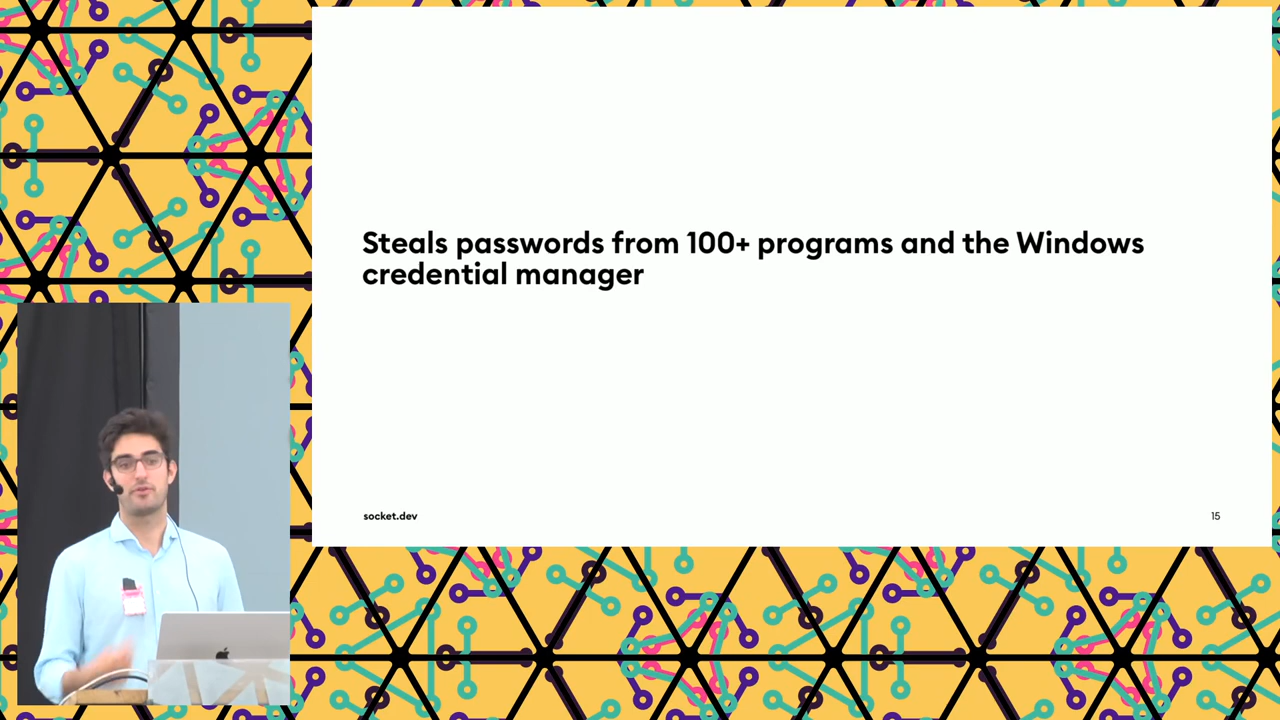 Steals passwords from 100+ programs and the Windows
credential manager
socket.dev
15